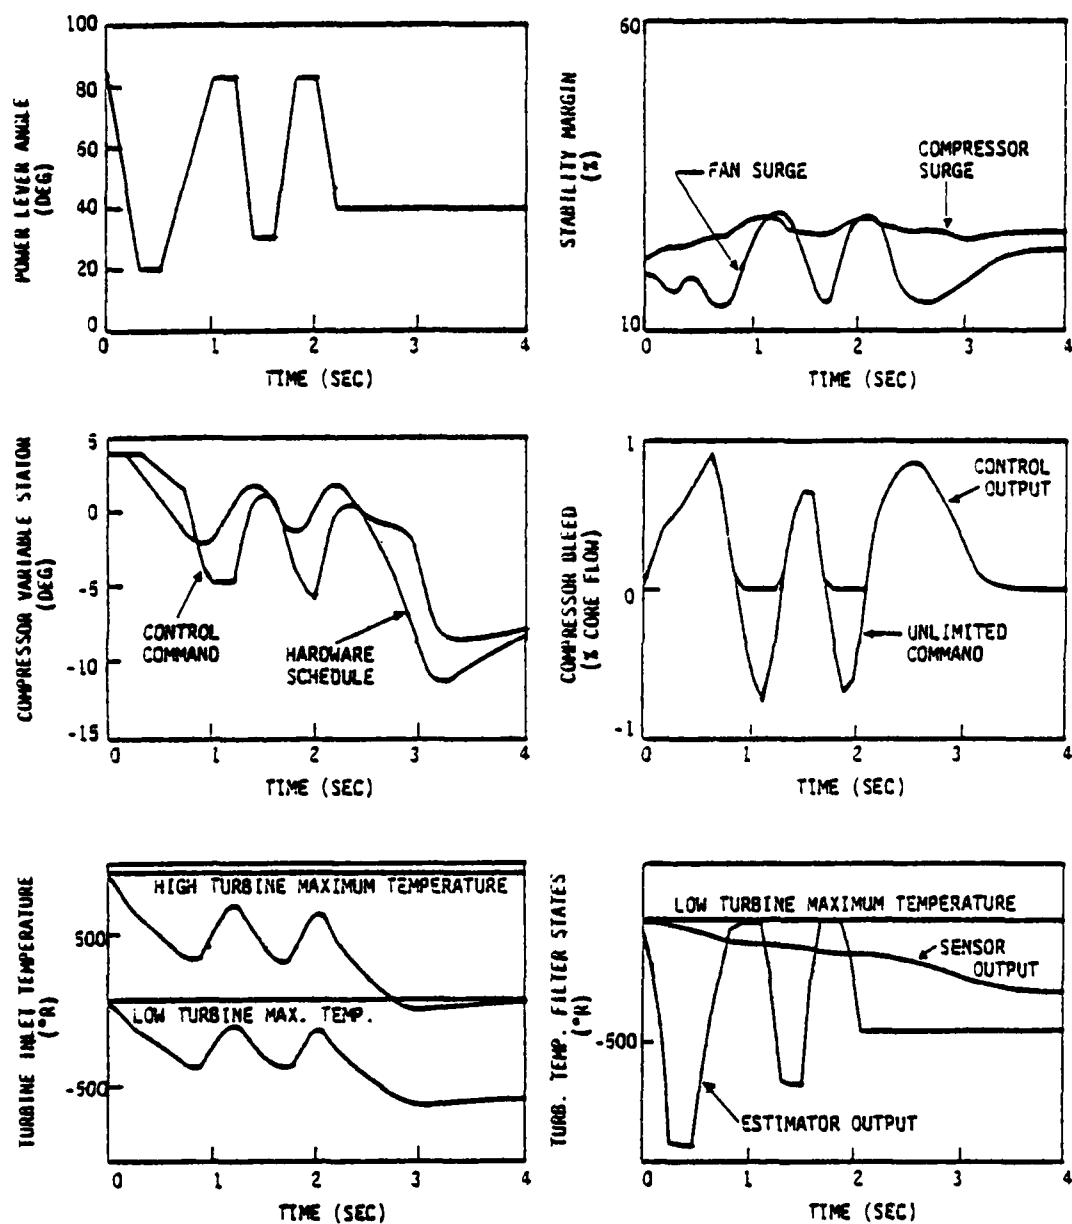 POWER LEVER ANGLE
(DEG)
100
80
60
40
20
0
0 1 2 3 4
TIME (SEC)
STABILITY MARGIN
(%)
60
10
FAN SURGE
COMPRESSOR
SURGE
0 1 2 3 4
TIME (SEC)
COMPRESSOR VARIABLE STATOR
(DEG)
5
0
-5
-10
-15
CONTROL
COMMAND
HARDWARE
SCHEDULE
0 1 2 3 4
TIME (SEC)
COMPRESSOR BLEED
(% CORE FLOW)
1
0
-1
CONTROL
OUTPUT
UNLIMITED
COMMAND
0 1 2 3 4
TIME (SEC)
TURBINE INLET TEMPERATURE
(°R)
500
-500
HIGH TURBINE MAXIMUM TEMPERATURE
LOW TURBINE MAX. TEMP.
0 1 2 3 4
TIME (SEC)
TURB. TEMP. FILTER STATES
(°R)
-500
LOW TURBINE MAXIMUM TEMPERATURE
SENSOR
OUTPUT
ESTIMATOR OUTPUT
0 1 2 3 4
TIME (SEC)